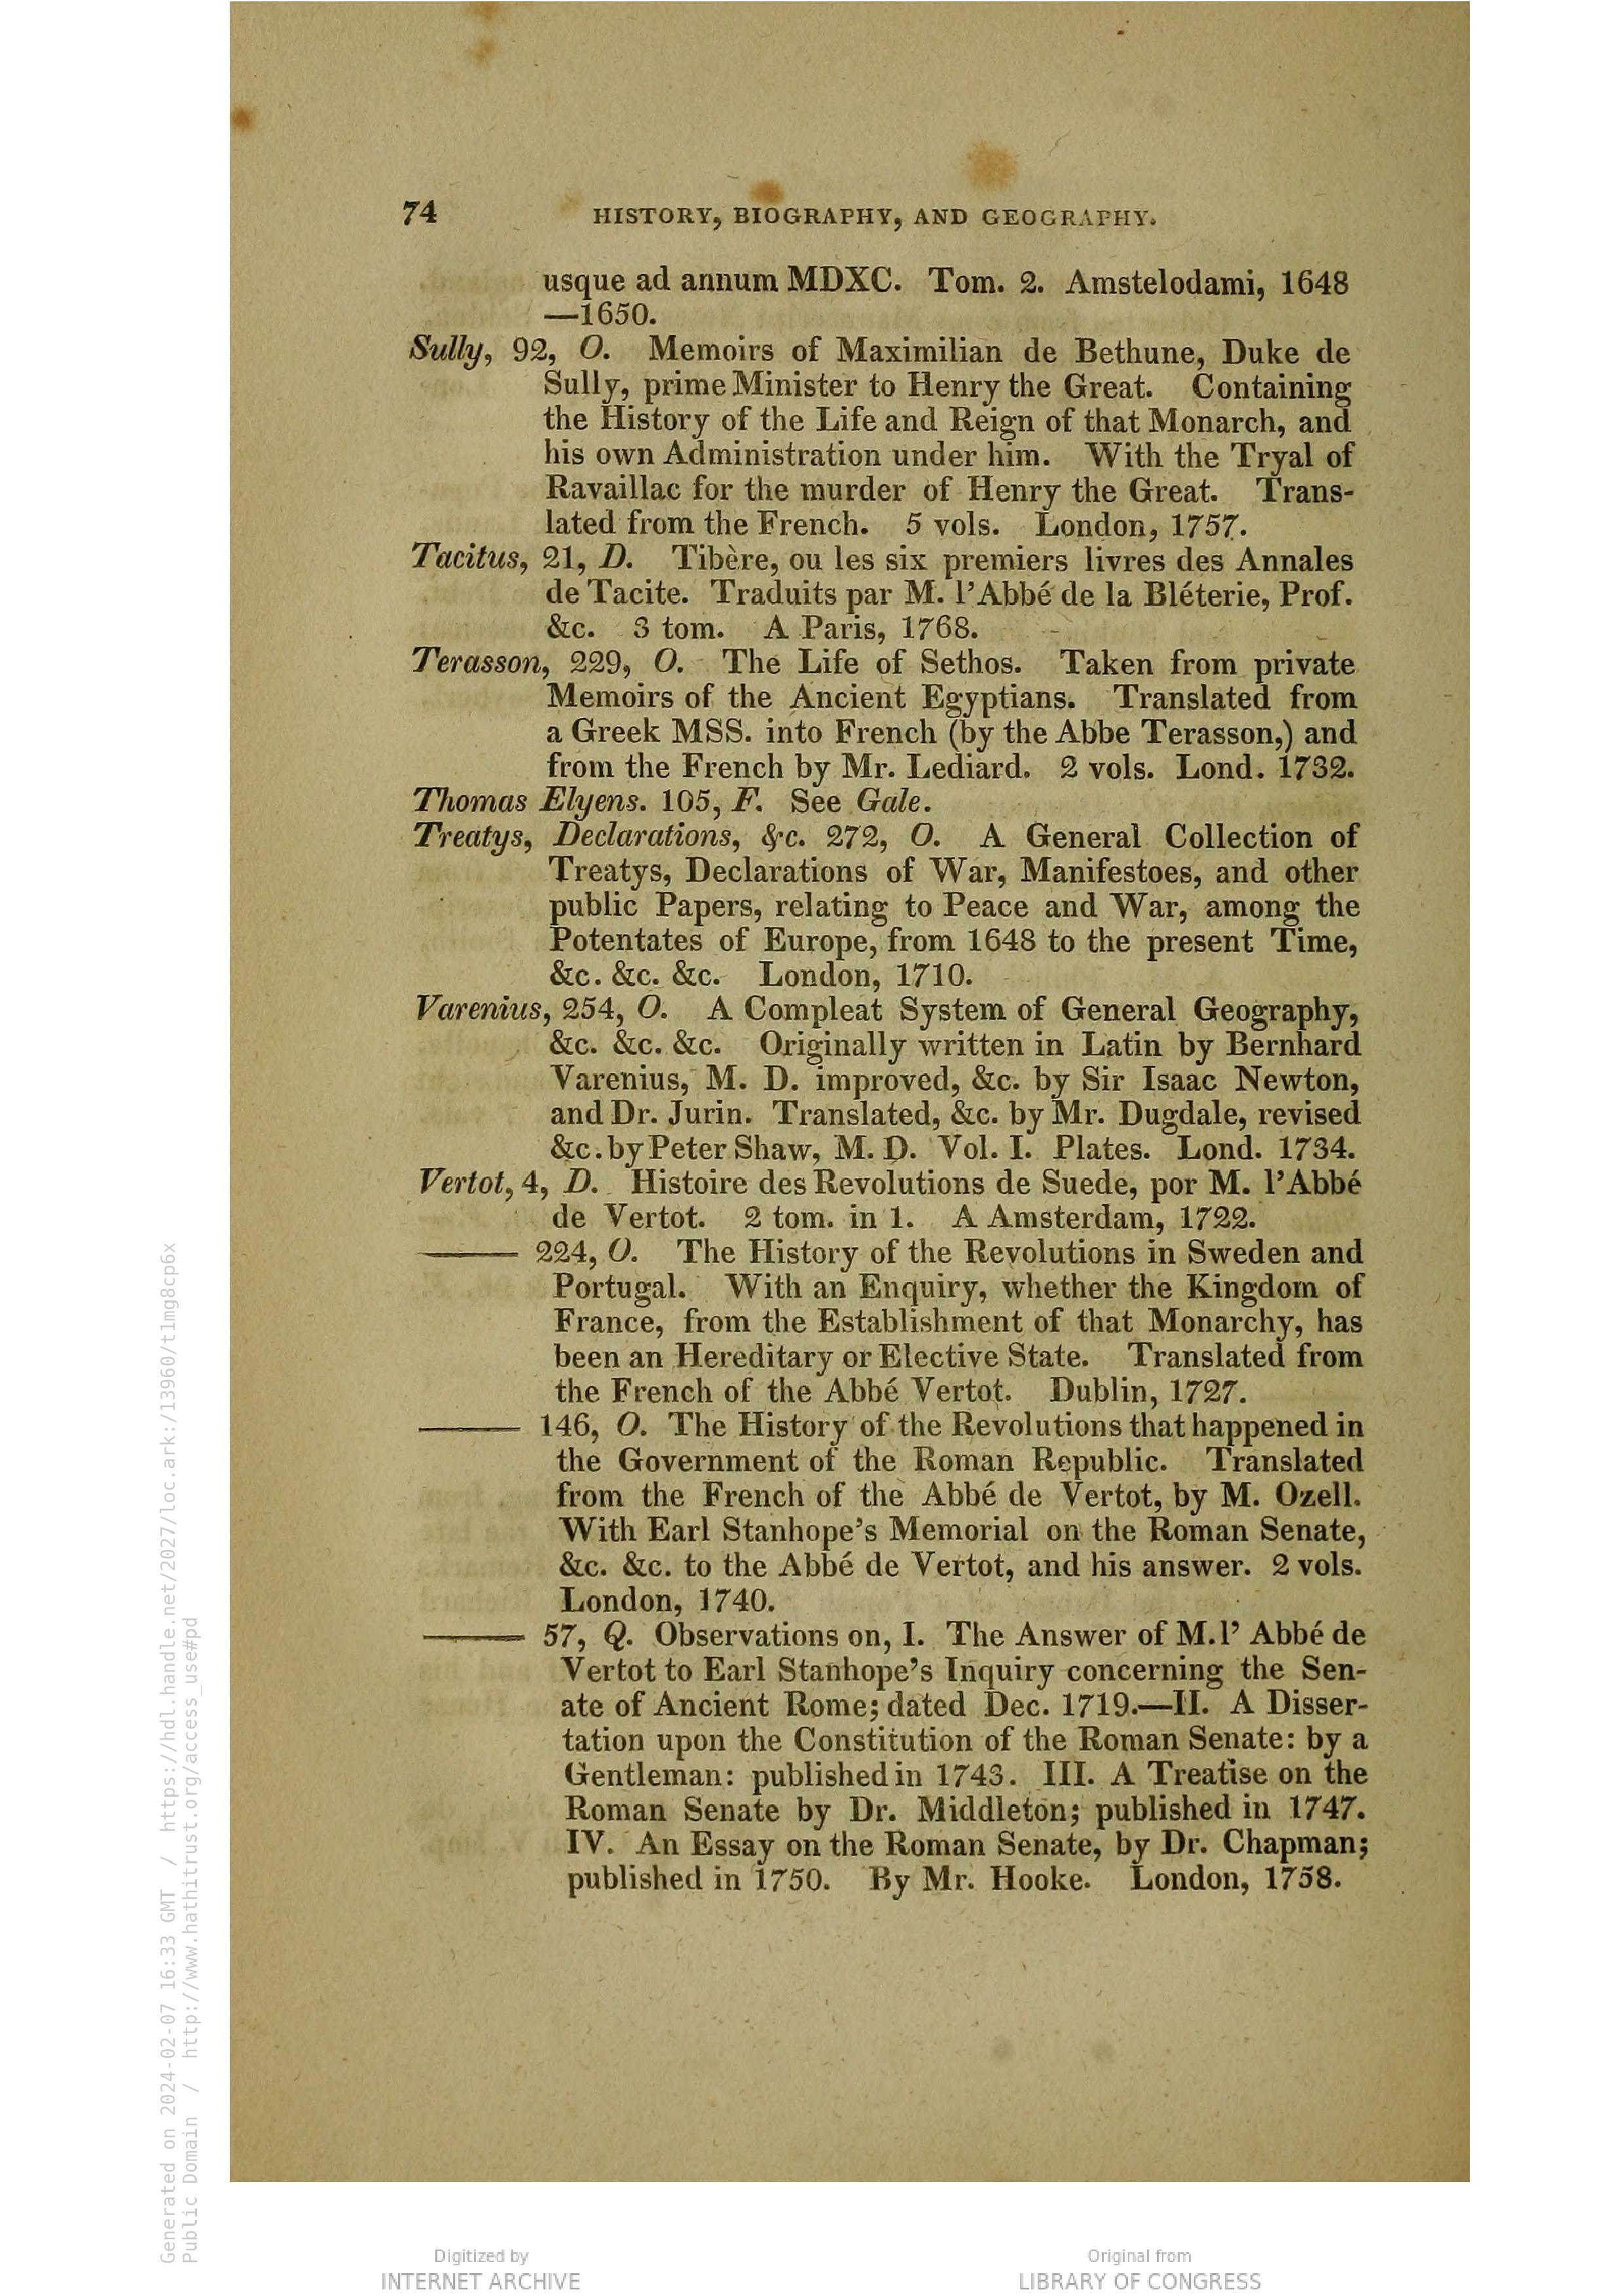 74 HISTORY, BIOGRAPHY, AND GEOGRAPHY.
usque ad annum MDXC. Tom. 2. Amstelodami, 1648
—1650.
Sully, 92, O. Memoirs of Maximilian de Bethune, Duke de
Sully, prime Minister to Henry the Great. Containing
the History of the Life and Reign of that Monarch, and
his own Administration under him. With the Tryal of
Ravaillac for the murder of Henry the Great. Trans-
lated from the French. 5 vols. London, 1757.
Tacitus, 21, D. Tibère, ou les six premiers livres des Annales
de Tacite. Traduits par M. l'Abbé de la Bléterie, Prof.
&c. 3 tom. A Paris, 1768.
Terasson, 229, O. The Life of Sethos. Taken from private
Memoirs of the Ancient Egyptians. Translated from
a Greek MSS. into French (by the Abbe Terasson,) and
from the French by Mr. Lediard. 2 vols. Lond. 1732.
Thomas Elyens. 105, F. See Gale.
Treatys, Declarations, &c. 272, O. A General Collection of
Treatys, Declarations of War, Manifestoes, and other
public Papers, relating to Peace and War, among the
Potentates of Europe, from 1648 to the present Time,
&c. &c. &c. London, 1710.
Varenius, 254, O. A Compleat System of General Geography,
&c. &c. &c. Originally written in Latin by Bernhard
Varenius, M. D. improved, &c. by Sir Isaac Newton,
and Dr. Jurin. Translated, &c. by Mr. Dugdale, revised
&c. by Peter Shaw, M. D. Vol. I. Plates. Lond. 1734.
Vertot, 4, D. Histoire des Revolutions de Suede, por M. l'Abbé
de Vertot. 2 tom. in 1. A Amsterdam, 1722.
——— 224, O. The History of the Revolutions in Sweden and
Portugal. With an Enquiry, whether the Kingdom of
France, from the Establishment of that Monarchy, has
been an Hereditary or Elective State. Translated from
the French of the Abbé Vertot. Dublin, 1727.
——— 146, O. The History of the Revolutions that happened in
the Government of the Roman Republic. Translated
from the French of the Abbé de Vertot, by M. Ozell.
With Earl Stanhope's Memorial on the Roman Senate,
&c. &c. to the Abbé de Vertot, and his answer. 2 vols.
London, 1740.
——— 57, Q. Observations on, I. The Answer of M. l' Abbé de
Vertot to Earl Stanhope's Inquiry concerning the Sen-
ate of Ancient Rome; dated Dec. 1719.—II. A Disser-
tation upon the Constitution of the Roman Senate: by a
Gentleman: published in 1743. III. A Treatise on the
Roman Senate by Dr. Middleton; published in 1747.
IV. An Essay on the Roman Senate, by Dr. Chapman;
published in 1750. By Mr. Hooke. London, 1758.
Generated on 2024-02-07 16:33 GMT / https://hdl.handle.net/2027/loc.ark:/13960/t1mg8cp6x
Public Domain / http://www.hathitrust.org/access_use#pd
Digitized by
INTERNET ARCHIVE
Original from
LIBRARY OF CONGRESS